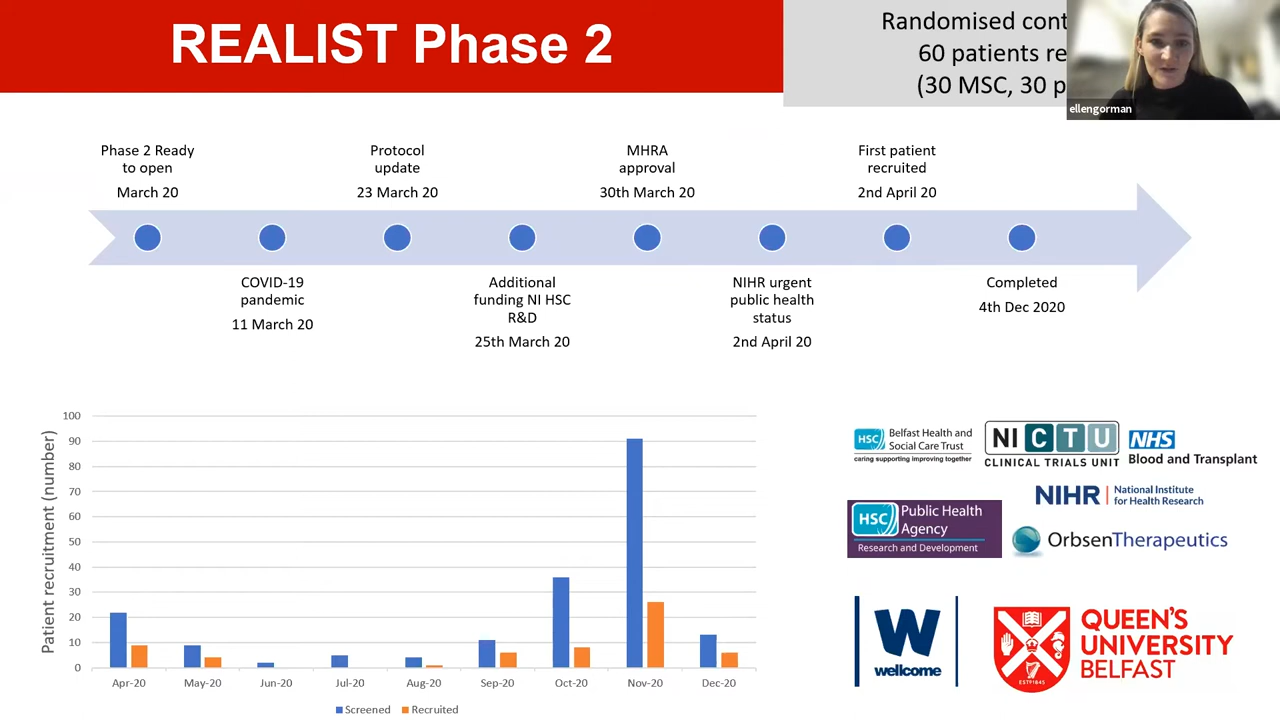 REALIST Phase 2
Randomised cont
60 patients re
(30 MSC, 30 p
ellengorman
Phase 2 Ready
to open
March 20
COVID-19
pandemic
11 March 20
Protocol
update
23 March 20
Additional
funding NI HSC
R&D
25th March 20
MHRA
approval
30th March 20
NIHR urgent
public health
status
2nd April 20
First patient
recruited
2nd April 20
Completed
4th Dec 2020
Patient recruitment (number)
100
90
80
70
60
50
40
30
20
10
0
Apr-20 May-20 Jun-20 Jul-20 Aug-20 Sep-20 Oct-20 Nov-20 Dec-20
Screened Recruited
HSC Belfast Health and
Social Care Trust
caring supporting improving together
NICTU
CLINICAL TRIALS UNIT
NHS
Blood and Transplant
NIHR | National Institute
for Health Research
HSC Public Health
Agency
Research and Development
OrbsenTherapeutics
W
wellcome
QUEEN'S
UNIVERSITY
BELFAST
ESTD1845